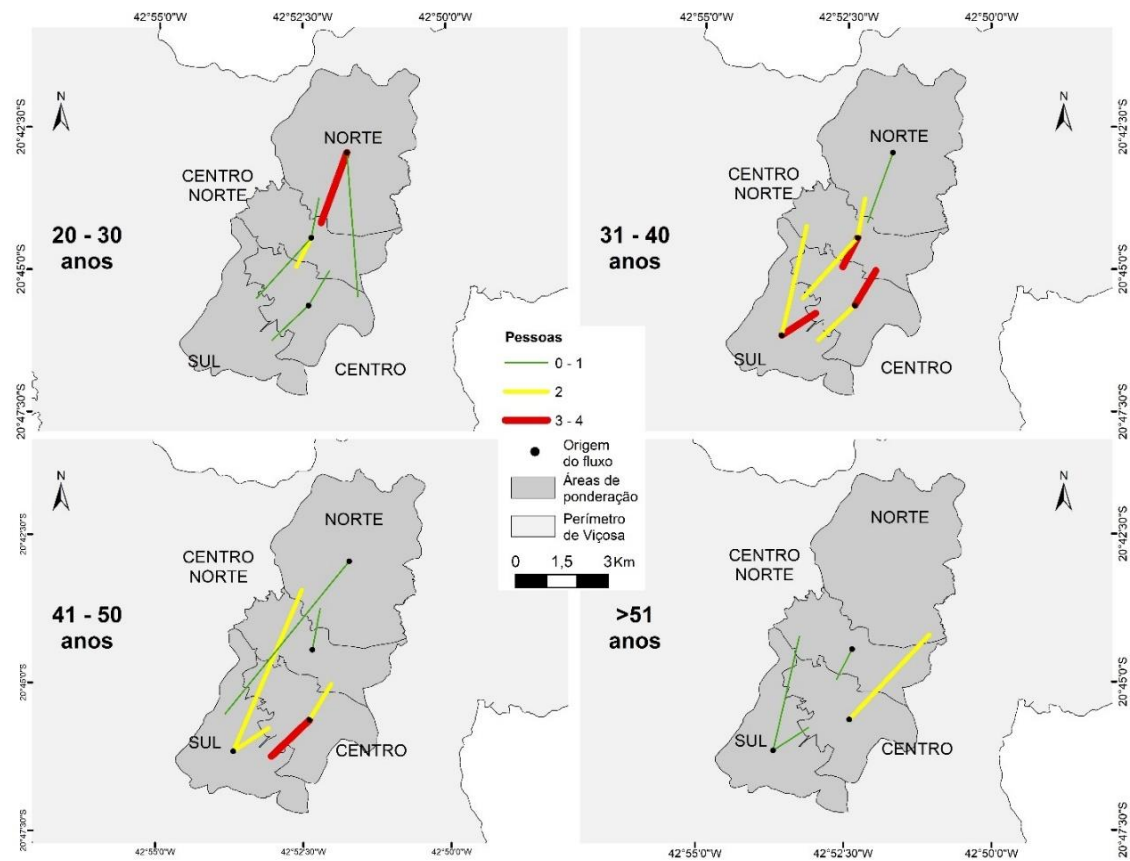 42°55'0"O 42°52'30"O 42°50'0"O
42°55'0"O 42°52'30"O 42°50'0"O
N
20°42'30"S
20°45'0"S
20°47'30"S
NORTE
CENTRO
NORTE
20 - 30
anos
SUL
CENTRO
NORTE
CENTRO
NORTE
31 - 40
anos
SUL
CENTRO
N
20°42'30"S
20°45'0"S
20°47'30"S
Pessoas
0 - 1
2
3 - 4
Origem
do fluxo
Áreas de
ponderação
Perímetro
de Viçosa
0 1,5 3Km
N
20°42'30"S
20°45'0"S
20°47'30"S
NORTE
CENTRO
NORTE
41 - 50
anos
SUL
CENTRO
NORTE
CENTRO
NORTE
>51
anos
SUL
CENTRO
N
20°42'30"S
20°45'0"S
20°47'30"S
42°55'0"O 42°52'30"O 42°50'0"O
42°55'0"O 42°52'30"O 42°50'0"O